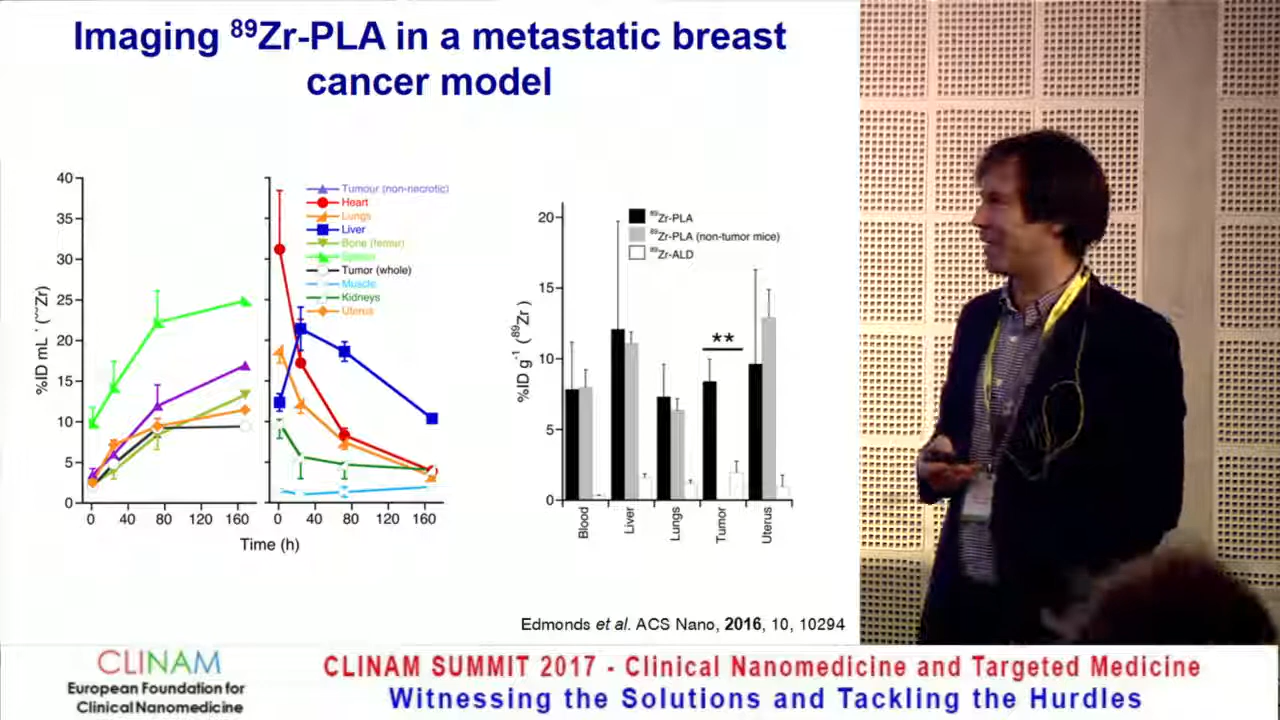 Imaging ⁸⁹Zr-PLA in a metastatic breast
cancer model
40
35
30
25
20
15
10
5
0
0 40 80 120 160
0 40 80 120 160
Time (h)
%ID mL
Tumour (non-necrotic)
Heart
Lungs
Liver
Bone (femur)
Spleen
Tumor (whole)
Muscle
Kidneys
Uterus
%ID g⁻¹ (⁸⁹Zr)
20
15
10
5
0
⁸⁹Zr-PLA
⁸⁹Zr-PLA (non-tumor mice)
⁸⁹Zr-ALD
**
Blood
Liver
Lungs
Tumor
Uterus
Edmonds et al. ACS Nano, 2016, 10, 10294
CLINAM
European Foundation for
Clinical Nanomedicine
CLINAM SUMMIT 2017 - Clinical Nanomedicine and Targeted Medicine
Witnessing the Solutions and Tackling the Hurdles